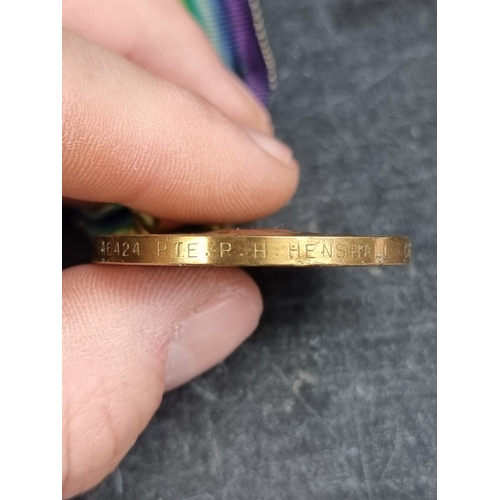 46424 PTE. R. H. HENSHALL